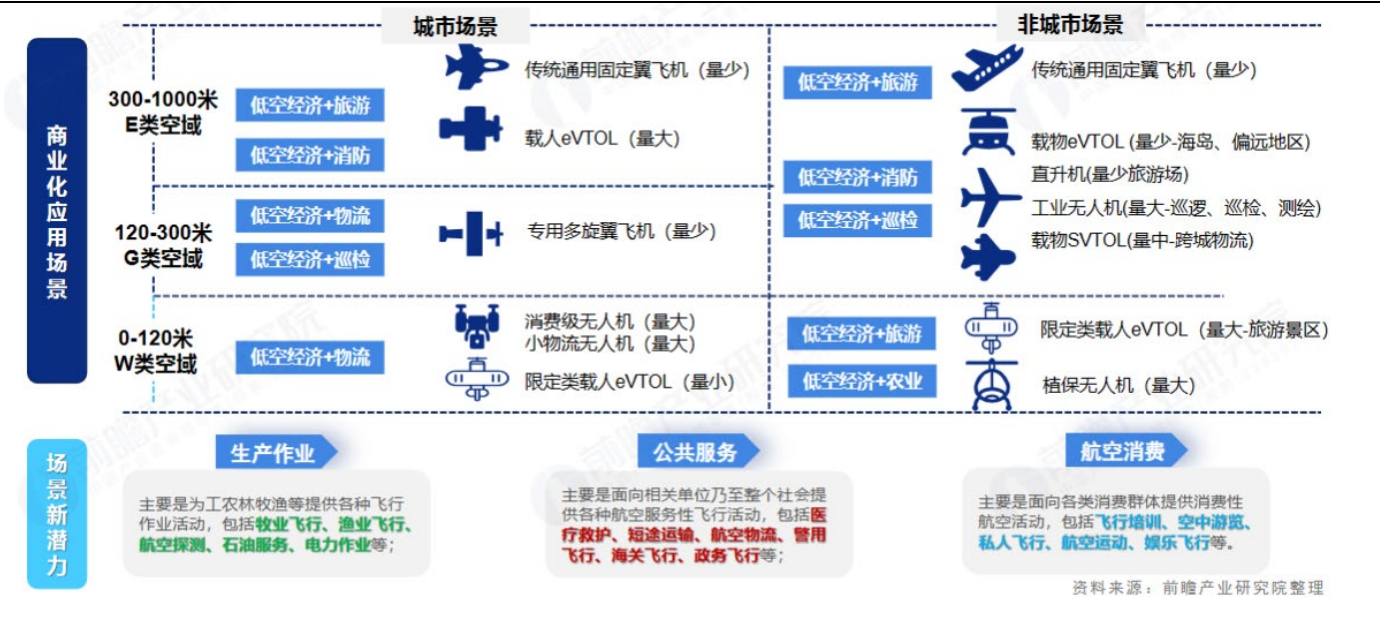 商业化应用场景
城市场景
非城市场景
300-1000米
E类空域
低空经济+旅游
低空经济+消防
传统通用固定翼飞机（量少）
载人eVTOL（量大）
120-300米
G类空域
低空经济+物流
低空经济+巡检
专用多旋翼飞机（量少）
0-120米
W类空域
低空经济+物流
消费级无人机（量大）
小物流无人机（量大）
限定类载人eVTOL（量小）
低空经济+旅游
低空经济+消防
低空经济+巡检
传统通用固定翼飞机（量少）
载物eVTOL (量少-海岛、偏远地区)
直升机(量少旅游场)
工业无人机(量大-巡逻、巡检、测绘)
载物SVTOL(量中-跨城物流)
低空经济+旅游
低空经济+农业
限定类载人eVTOL（量大-旅游景区）
植保无人机（量大）
场景新潜力
生产作业
主要是为工农林牧渔等提供各种飞行
作业活动，包括牧业飞行、渔业飞行、
航空探测、石油服务、电力作业等；
公共服务
主要是面向相关单位乃至整个社会提
供各种航空服务性飞行活动，包括医
疗救护、短途运输、航空物流、警用
飞行、海关飞行、政务飞行等；
航空消费
主要是面向各类消费群体提供消费性
航空活动，包括飞行培训、空中游览、
私人飞行、航空运动、娱乐飞行等。
资料来源：前瞻产业研究院整理